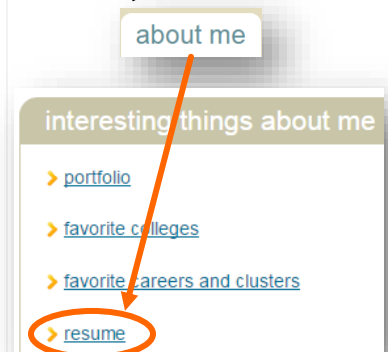 about me
interesting things about me
portfolio
favorite colleges
favorite careers and clusters
resume